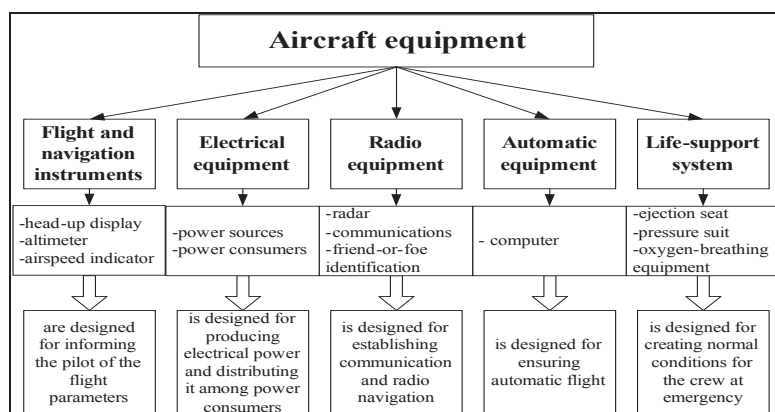 Aircraft equipment
Flight and
navigation
instruments
Electrical
equipment
Radio
equipment
Automatic
equipment
Life-support
system
-head-up display
-altimeter
-airspeed indicator
-power sources
-power consumers
-radar
-communications
-friend-or-foe
identification
- computer
-ejection seat
-pressure suit
-oxygen-breathing
equipment
are designed
for informing
the pilot of the
flight
parameters
is designed for
producing
electrical power
and distributing
it among power
consumers
is designed for
establishing
communication
and radio
navigation
is designed for
ensuring
automatic flight
is designed for
creating normal
conditions for
the crew at
emergency